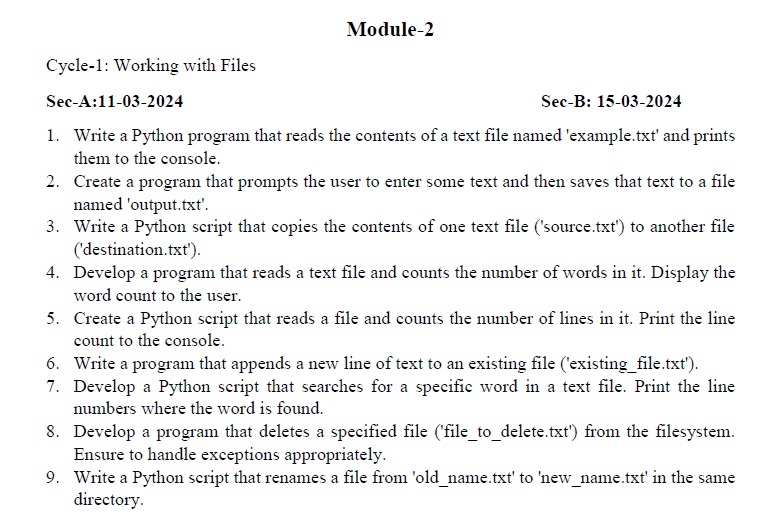 Module-2
Cycle-1: Working with Files
Sec-A:11-03-2024 Sec-B: 15-03-2024
1. Write a Python program that reads the contents of a text file named 'example.txt' and prints
them to the console.
2. Create a program that prompts the user to enter some text and then saves that text to a file
named 'output.txt'.
3. Write a Python script that copies the contents of one text file ('source.txt') to another file
('destination.txt').
4. Develop a program that reads a text file and counts the number of words in it. Display the
word count to the user.
5. Create a Python script that reads a file and counts the number of lines in it. Print the line
count to the console.
6. Write a program that appends a new line of text to an existing file ('existing_file.txt').
7. Develop a Python script that searches for a specific word in a text file. Print the line
numbers where the word is found.
8. Develop a program that deletes a specified file ('file_to_delete.txt') from the filesystem.
Ensure to handle exceptions appropriately.
9. Write a Python script that renames a file from 'old_name.txt' to 'new_name.txt' in the same
directory.